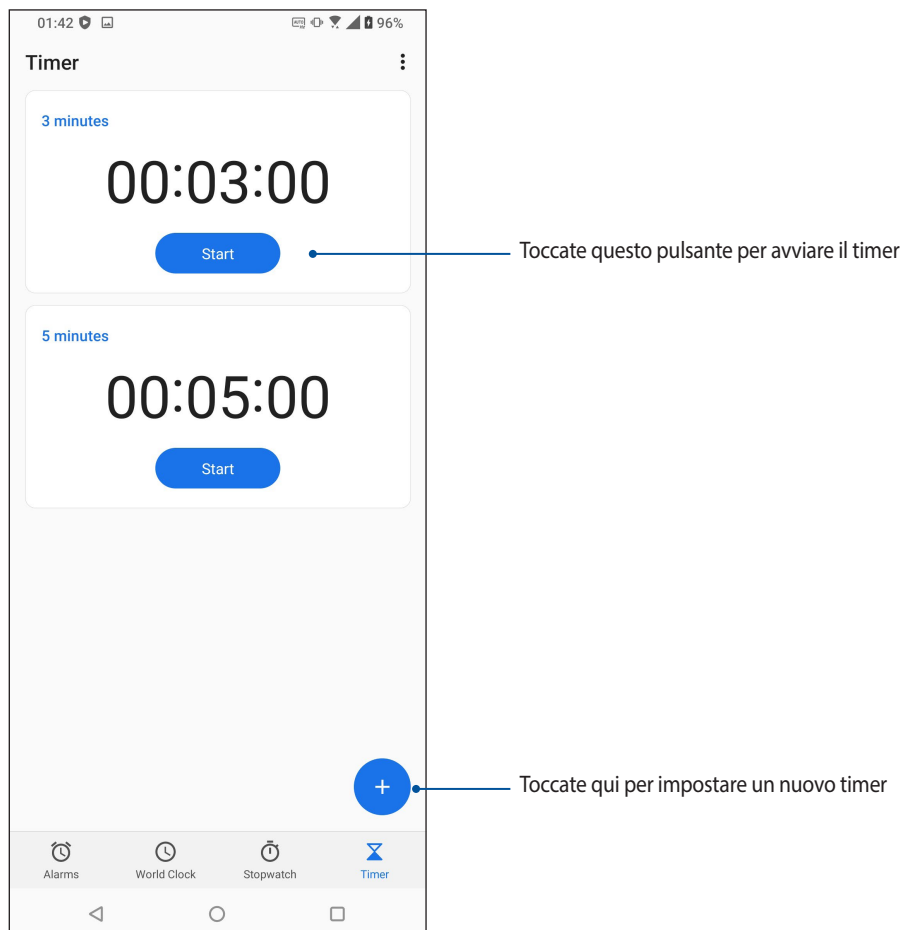 01:42 96%
Timer
3 minutes
00:03:00
Start
Toccate questo pulsante per avviare il timer
5 minutes
00:05:00
Start
+
Toccate qui per impostare un nuovo timer
Alarms World Clock Stopwatch Timer